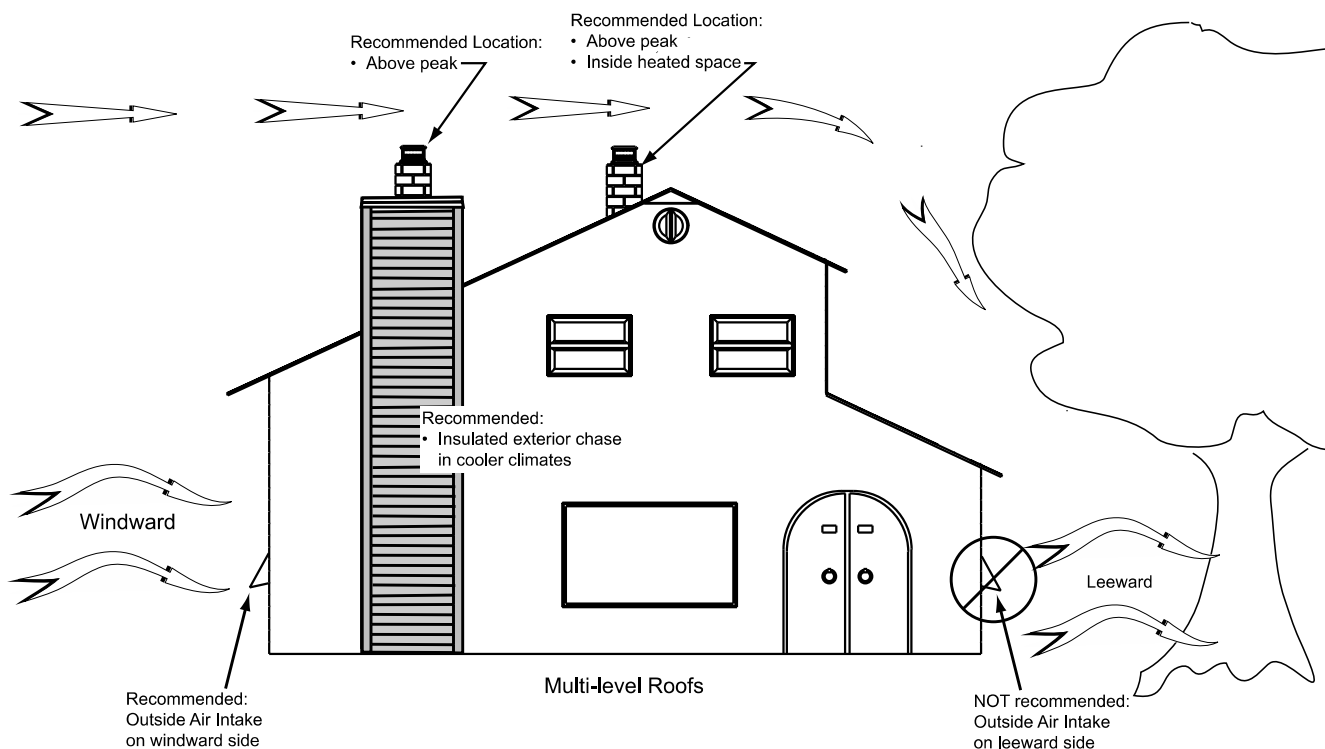 Recommended Location:
• Above peak
Recommended Location:
• Above peak
• Inside heated space
Recommended:
• Insulated exterior chase
in cooler climates
Windward
Leeward
Recommended:
Outside Air Intake
on windward side
Multi-level Roofs
NOT recommended:
Outside Air Intake
on leeward side